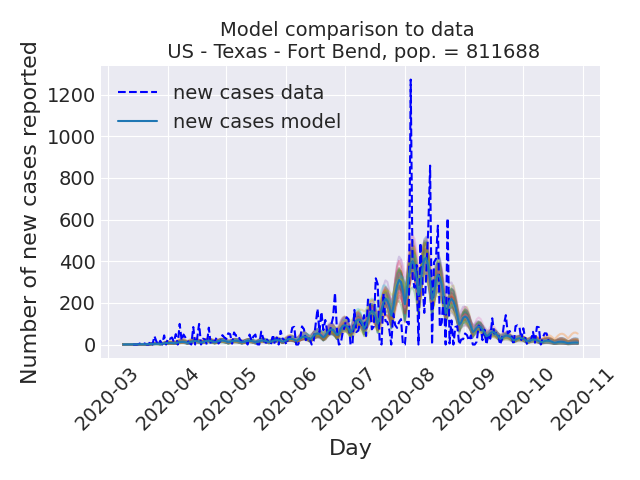 Model comparison to data
US - Texas - Fort Bend, pop. = 811688
Number of new cases reported
1200
1000
800
600
400
200
0
new cases data
new cases model
2020-03
2020-04
2020-05
2020-06
2020-07
2020-08
2020-09
2020-10
2020-11
Day